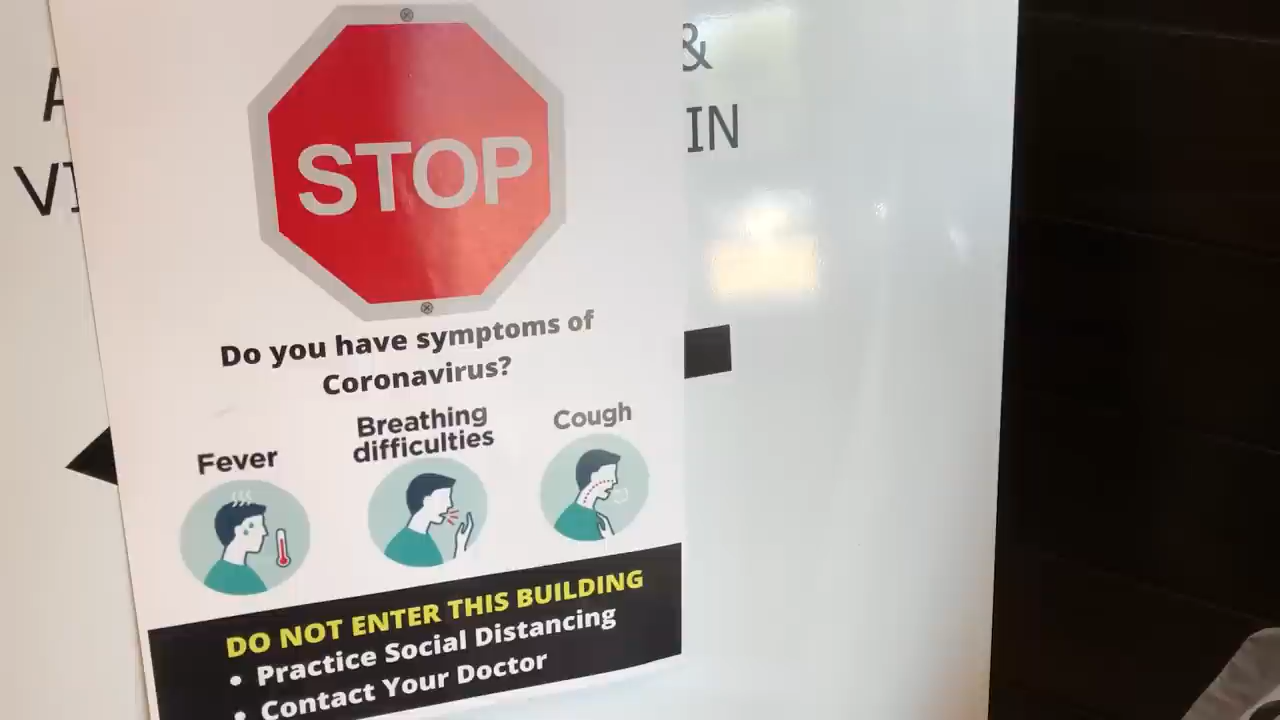 &
IN
STOP
Do you have symptoms of
Coronavirus?
Fever
Breathing
difficulties
Cough
DO NOT ENTER THIS BUILDING
• Practice Social Distancing
• Contact Your Doctor